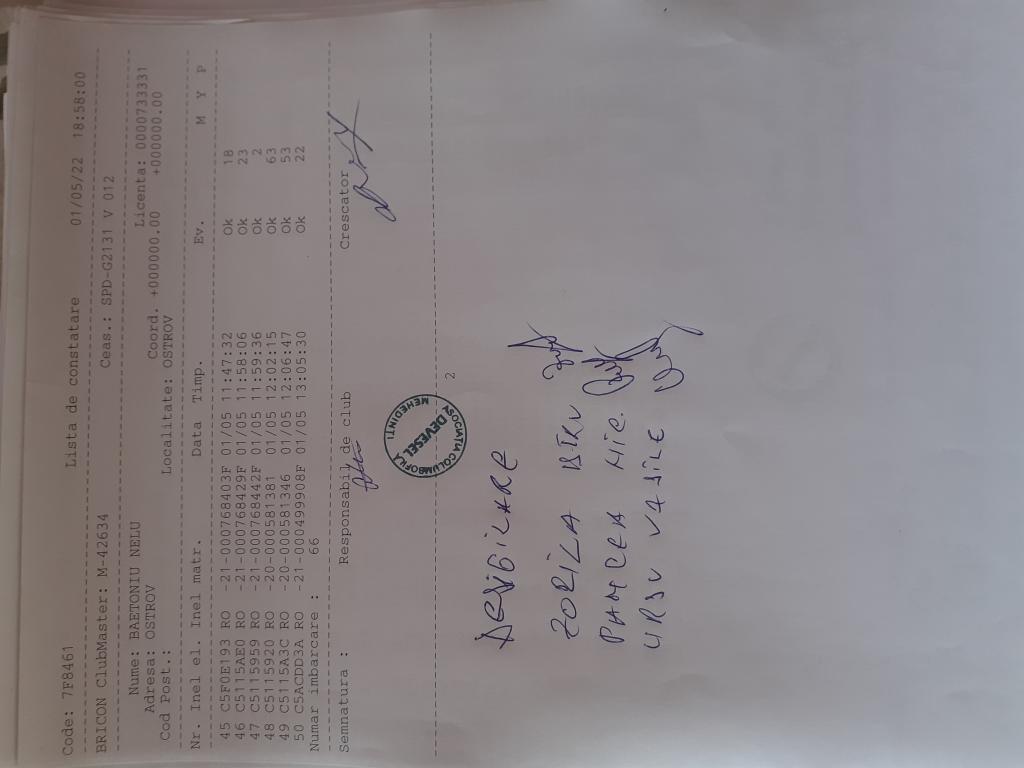 Code: 7F8461 Lista de constatare 01/05/22 18:58:00
BRICON ClubMaster: M-42634 Ceas.: SPD-G2131 V 012
Nume: BAETONIU NELU Licenta: 0000733331
Adresa: OSTROV Coord. +000000.00 +000000.00
Cod Post.: Localitate: OSTROV
Nr. Inel el. Inel matr. Data Timp. Ev. M Y P
45 C5F0E193 RO -21-000768403F 01/05 11:47:32 Ok 18
46 C5115AE0 RO -21-000768429F 01/05 11:58:06 Ok 23
47 C5115959 RO -21-000768442F 01/05 11:59:36 Ok 2
48 C5115920 RO -20-000581381 01/05 12:02:15 Ok 63
49 C5115A3C RO -20-000581346 01/05 12:06:47 Ok 53
50 C5ACDD3A RO -21-000499908F 01/05 13:05:30 Ok 22
Numar imbarcare : 66
Semnatura : Responsabil de club Crescator
ASOCIATIA COLUMBOFILA
DEVESEL
MEHEDINTI
2
DESIGILARE
ZORILA
URSU VASILE